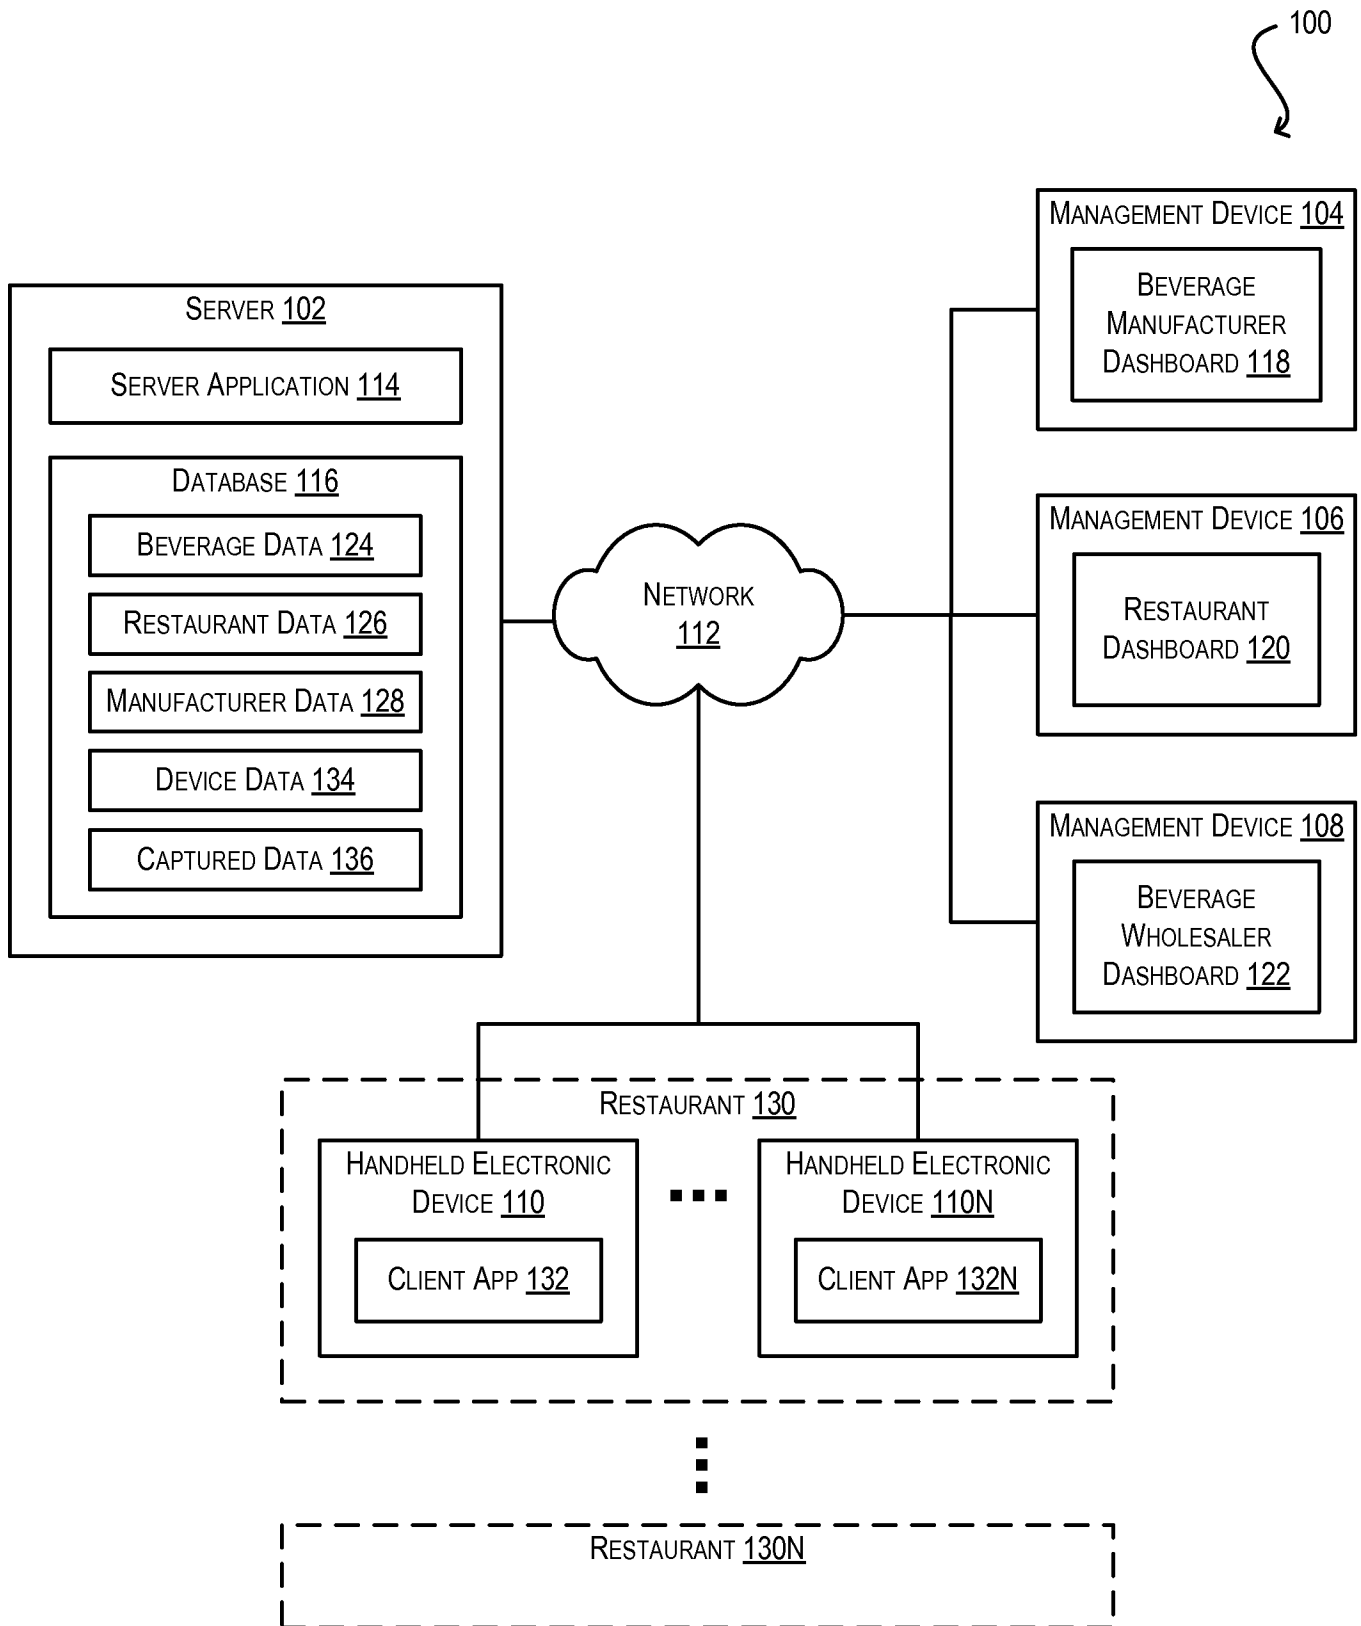 100
Server 102
Server Application 114
Database 116
Beverage Data 124
Restaurant Data 126
Manufacturer Data 128
Device Data 134
Captured Data 136
Network
112
Management Device 104
Beverage
Manufacturer
Dashboard 118
Management Device 106
Restaurant
Dashboard 120
Management Device 108
Beverage
Wholesaler
Dashboard 122
Restaurant 130
Handheld Electronic
Device 110
Client App 132
Handheld Electronic
Device 110N
Client App 132N
Restaurant 130N